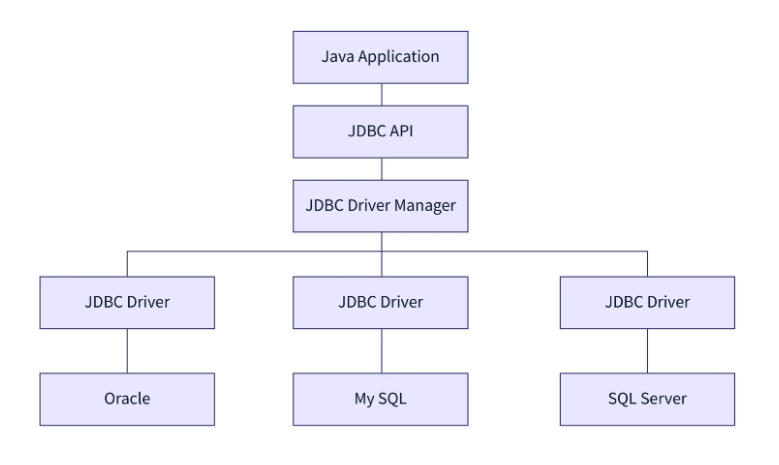 Java Application
JDBC API
JDBC Driver Manager
JDBC Driver
JDBC Driver
JDBC Driver
Oracle
My SQL
SQL Server